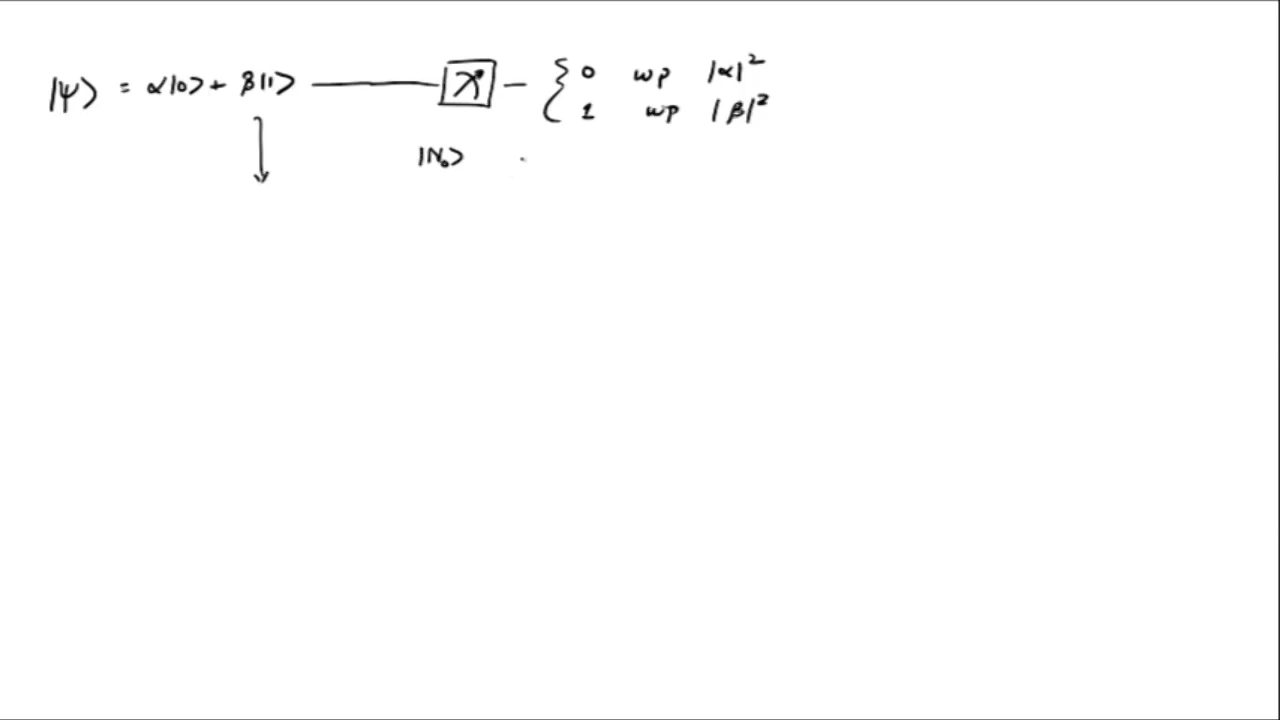 |ψ⟩ = α|0⟩ + β|1⟩ { 0 wp |α|²
1 wp |β|²
|N₀⟩